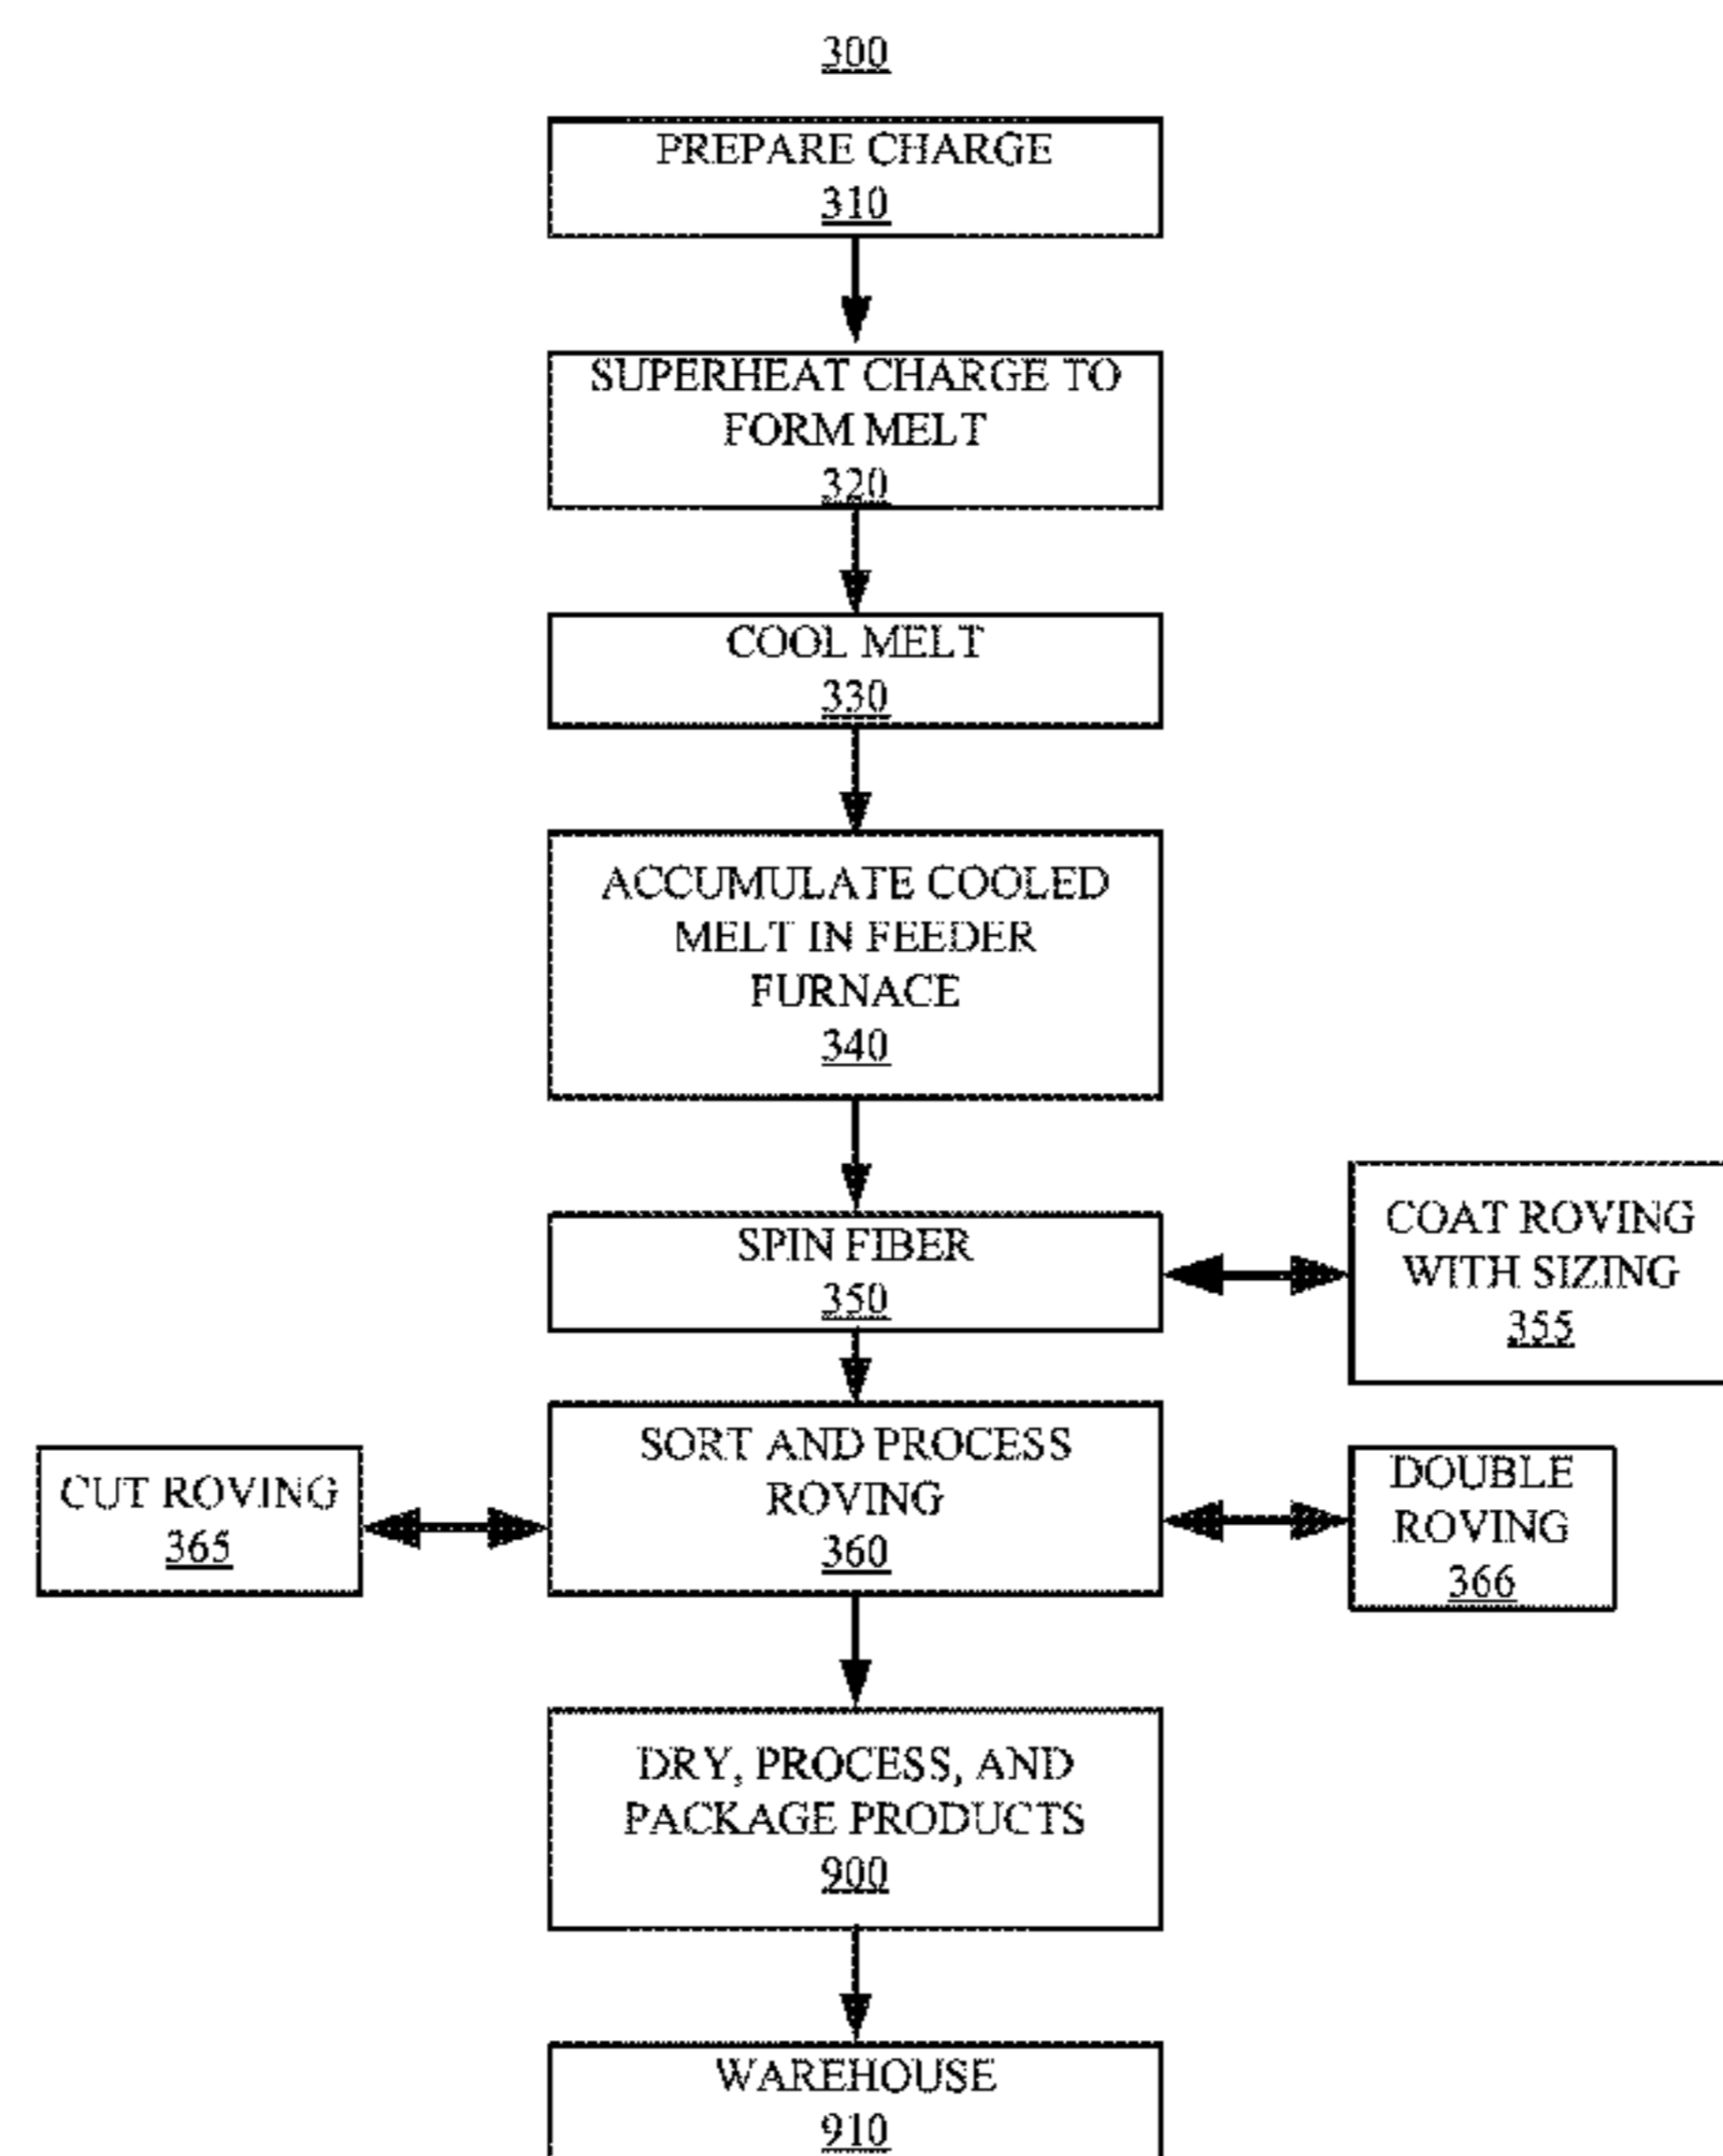 300
PREPARE CHARGE
310
SUPERHEAT CHARGE TO
FORM MELT
320
COOL MELT
330
ACCUMULATE COOLED
MELT IN FEEDER
FURNACE
340
SPIN FIBER
350
COAT ROVING
WITH SIZING
355
SORT AND PROCESS
ROVING
360
CUT ROVING
365
DOUBLE
ROVING
366
DRY, PROCESS, AND
PACKAGE PRODUCTS
900
WAREHOUSE
910